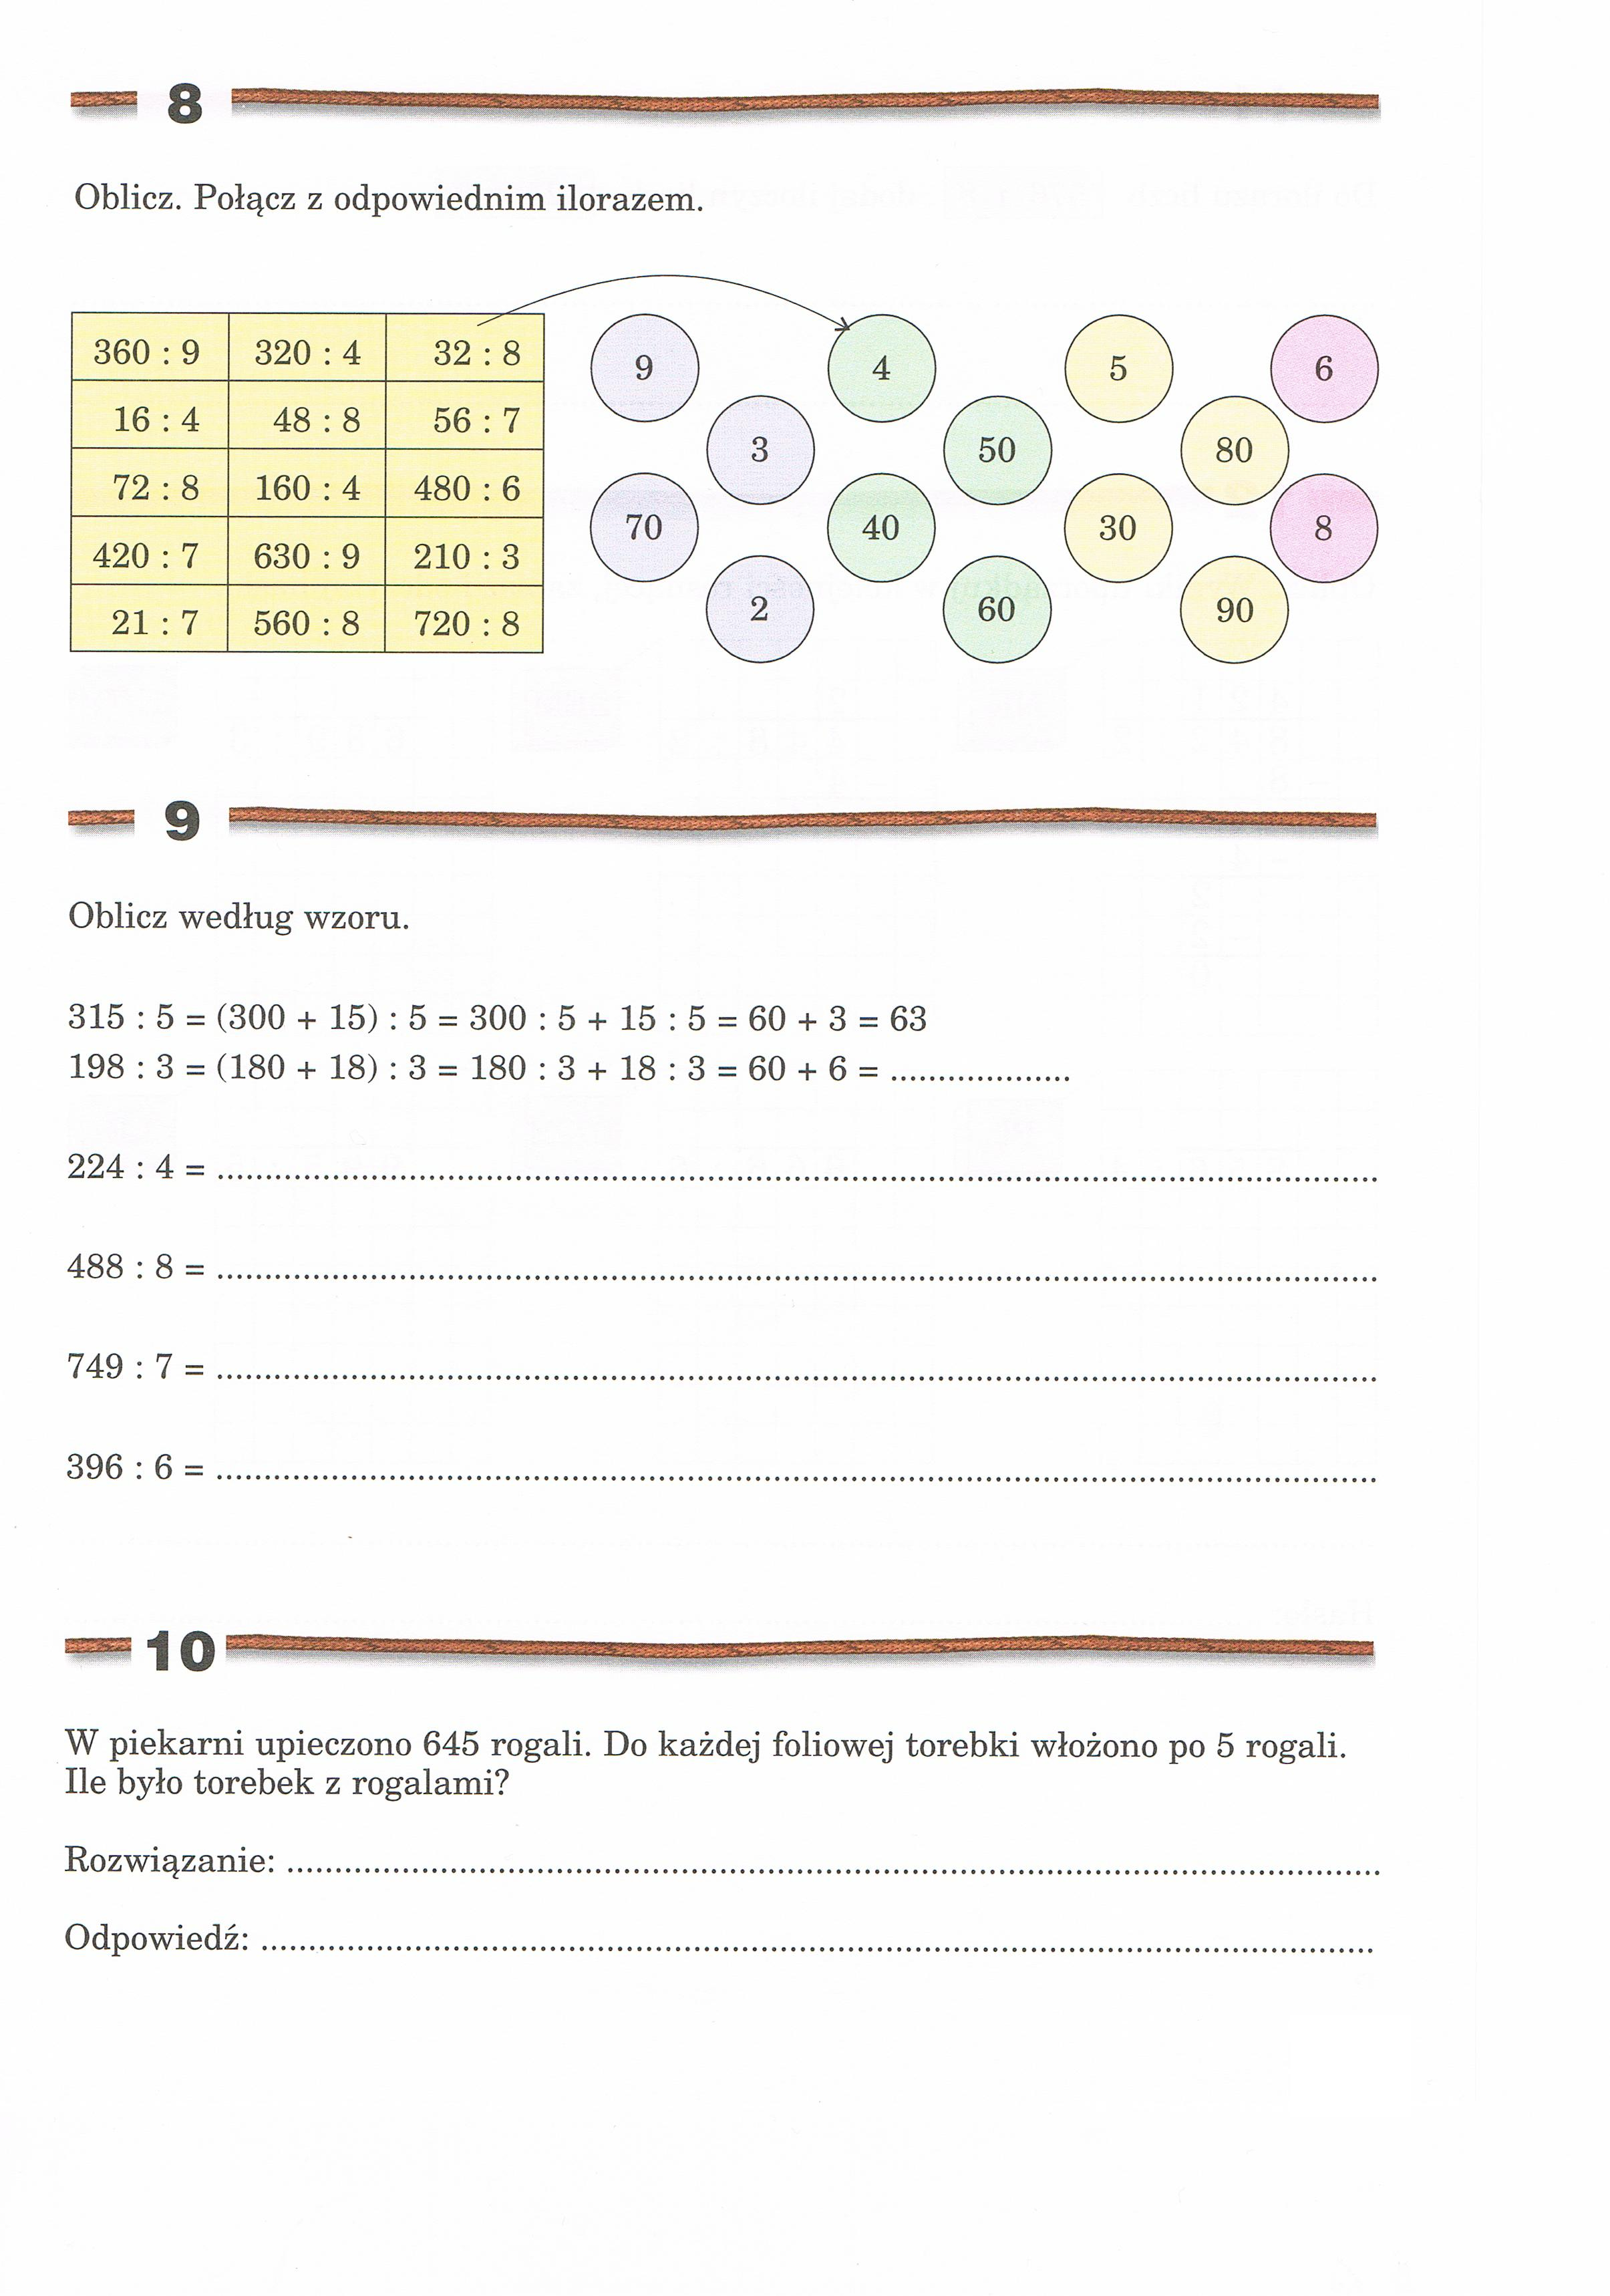 8
Oblicz. Połącz z odpowiednim ilorazem.
360 : 9 320 : 4 32 : 8
16 : 4 48 : 8 56 : 7
72 : 8 160 : 4 480 : 6
420 : 7 630 : 9 210 : 3
21 : 7 560 : 8 720 : 8
9 4 5 6
3 50 80
70 40 30 8
2 60 90
9
Oblicz według wzoru.
315 : 5 = (300 + 15) : 5 = 300 : 5 + 15 : 5 = 60 + 3 = 63
198 : 3 = (180 + 18) : 3 = 180 : 3 + 18 : 3 = 60 + 6 = ...................
224 : 4 = ....................
488 : 8 = ....................
749 : 7 = ....................
396 : 6 = ....................
10
W piekarni upieczono 645 rogali. Do każdej foliowej torebki włożono po 5 rogali.
Ile było torebek z rogalami?
Rozwiązanie: ....................
Odpowiedź: ....................